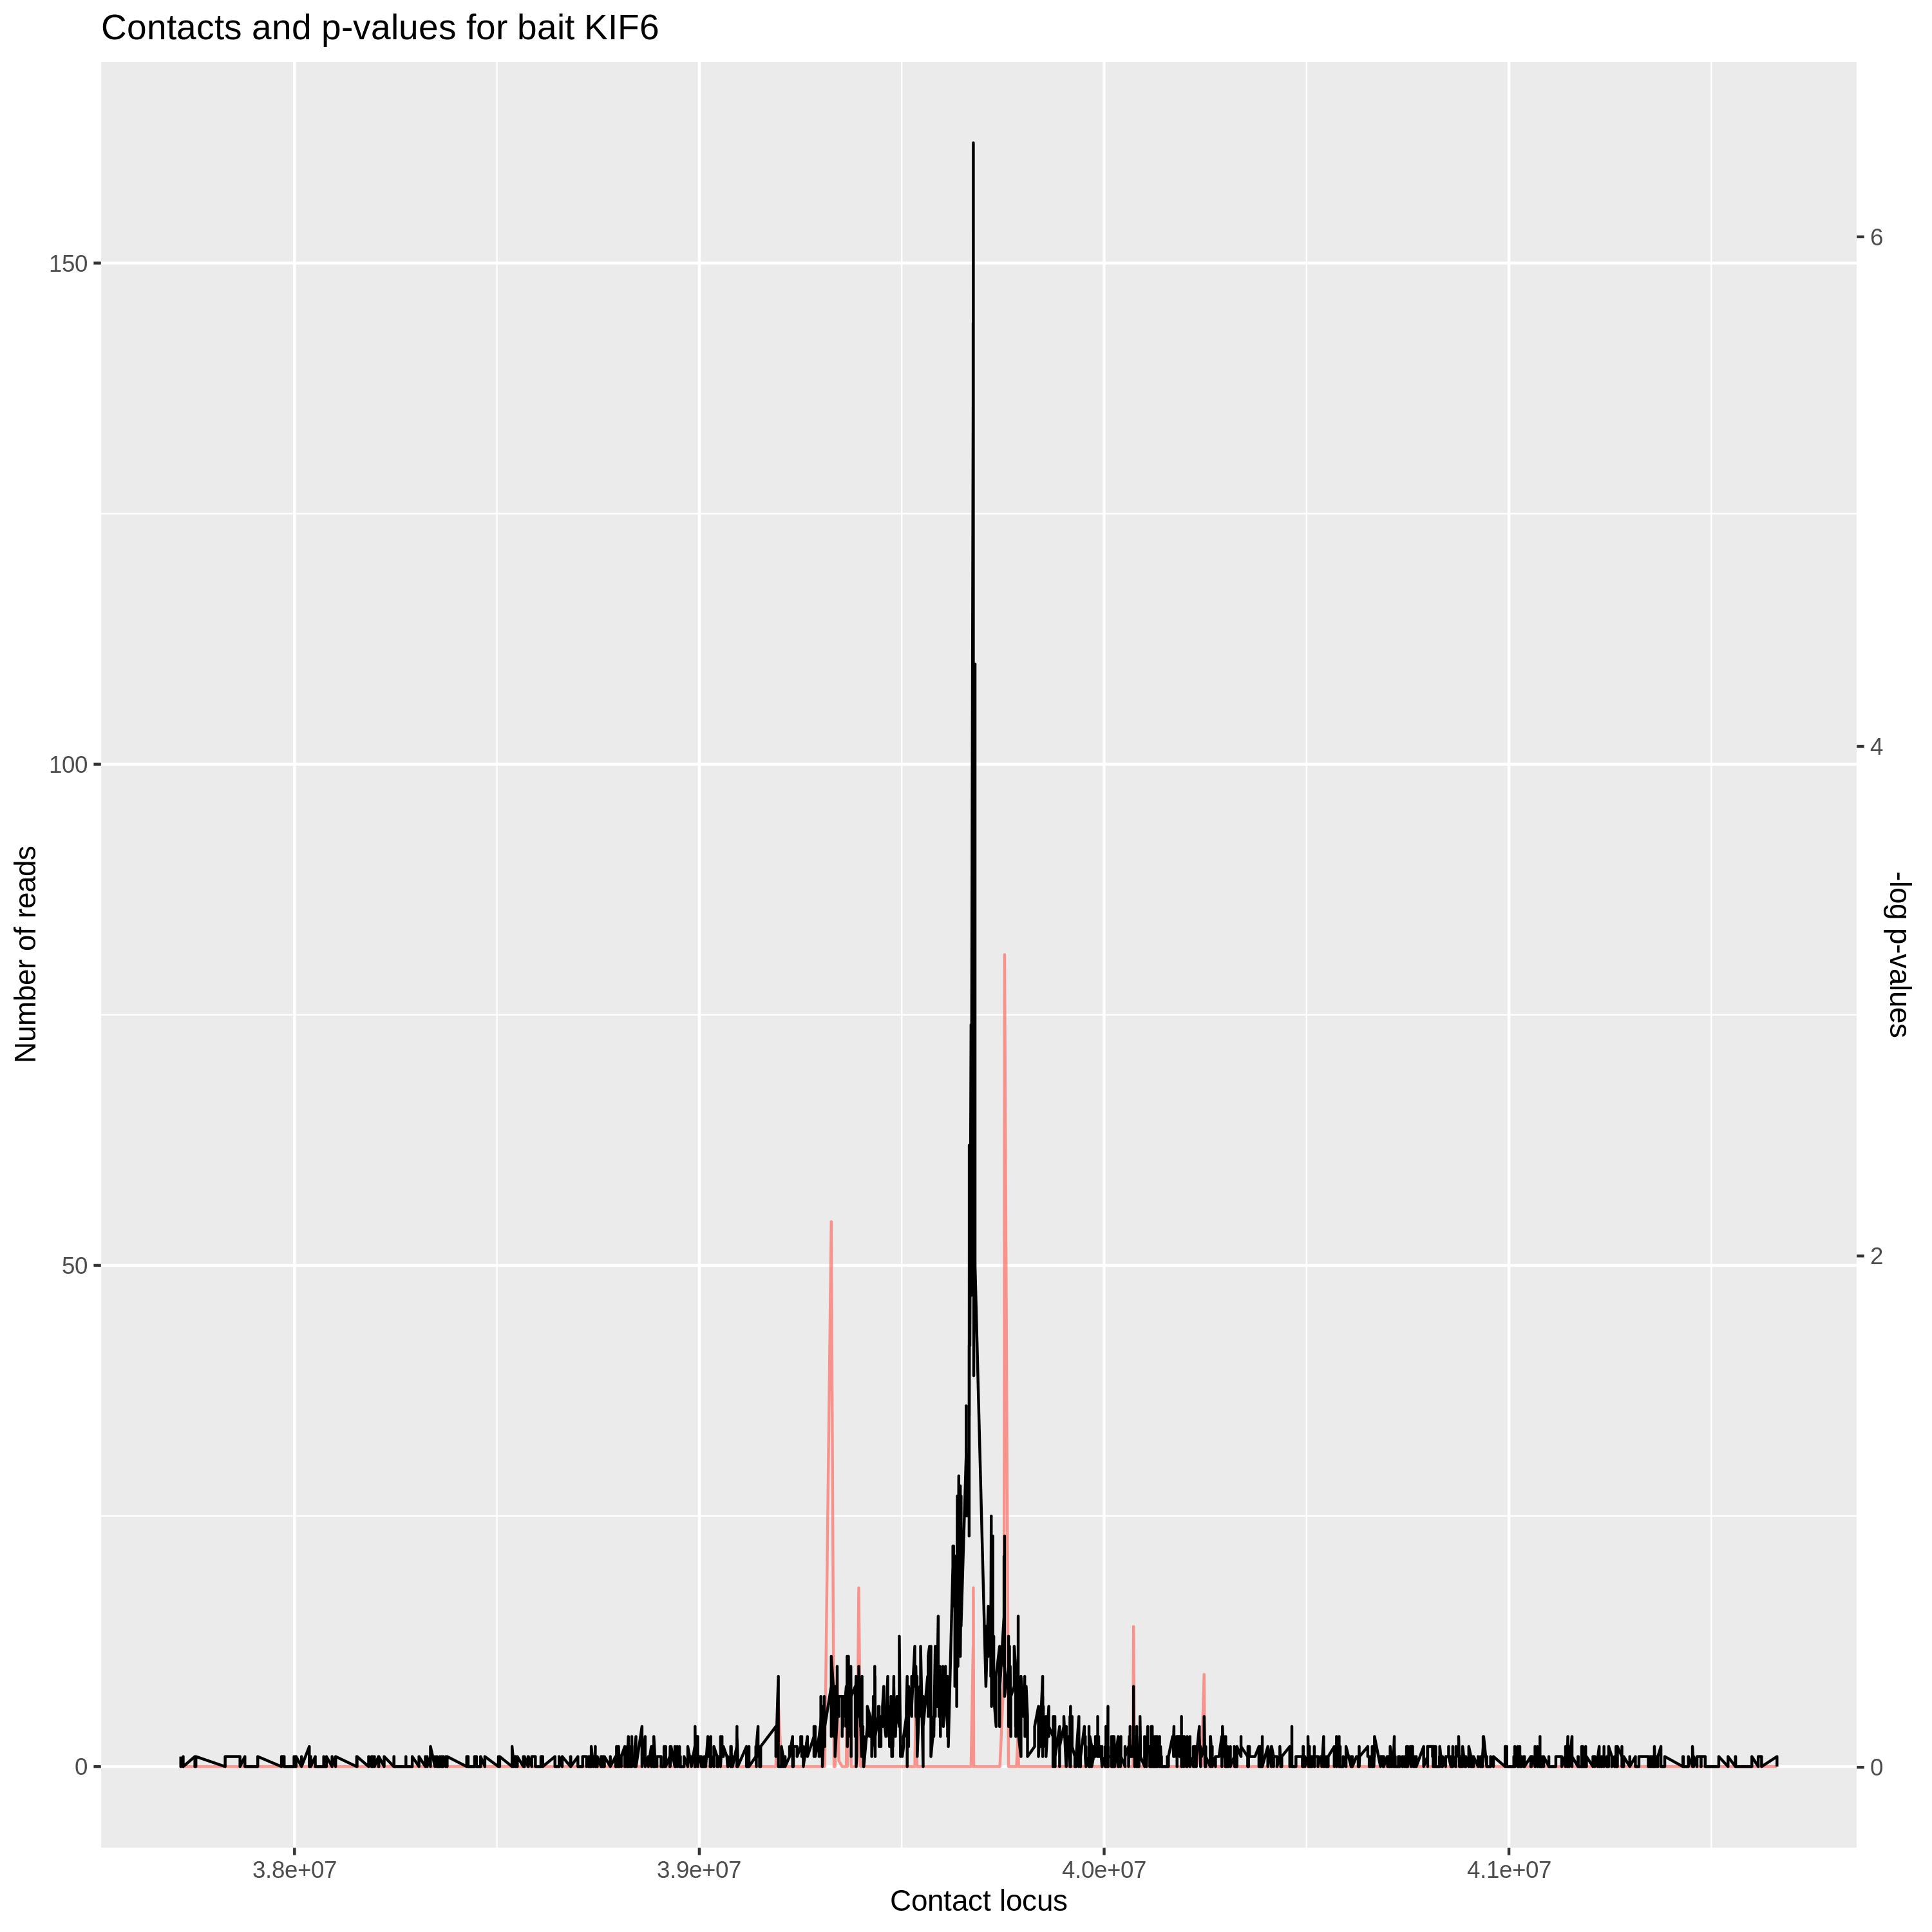 Contacts and p-values for bait KIF6
150
100
50
0
Number of reads
6
4
2
0
-log p-values
3.8e+07
3.9e+07
4.0e+07
4.1e+07
Contact locus